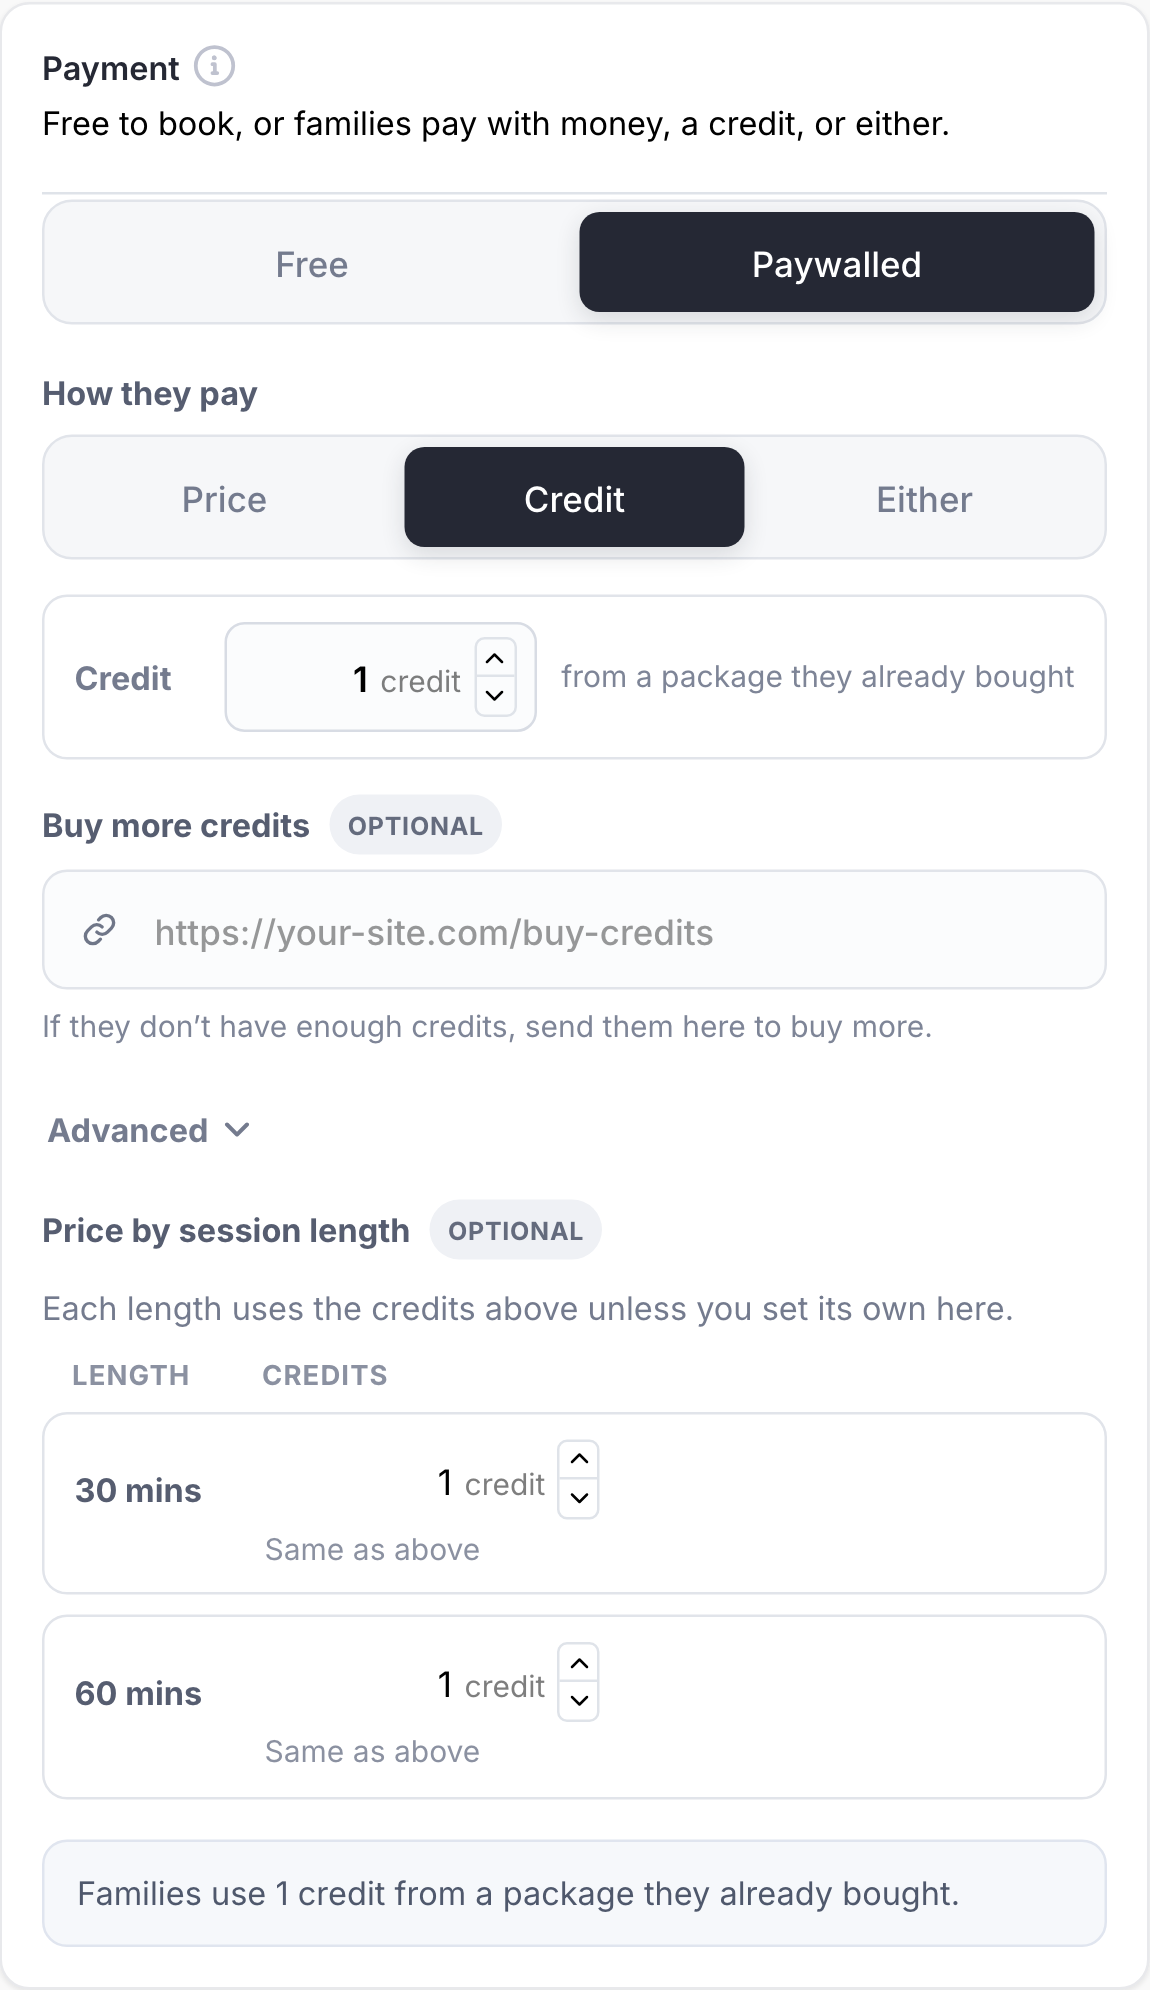 Payment
Free to book, or families pay with money, a credit, or either.
Free Paywalled
How they pay
Price Credit Either
Credit 1 credit from a package they already bought
Buy more credits OPTIONAL
https://your-site.com/buy-credits
If they don’t have enough credits, send them here to buy more.
Advanced
Price by session length OPTIONAL
Each length uses the credits above unless you set its own here.
LENGTH CREDITS
30 mins 1 credit
Same as above
60 mins 1 credit
Same as above
Families use 1 credit from a package they already bought.